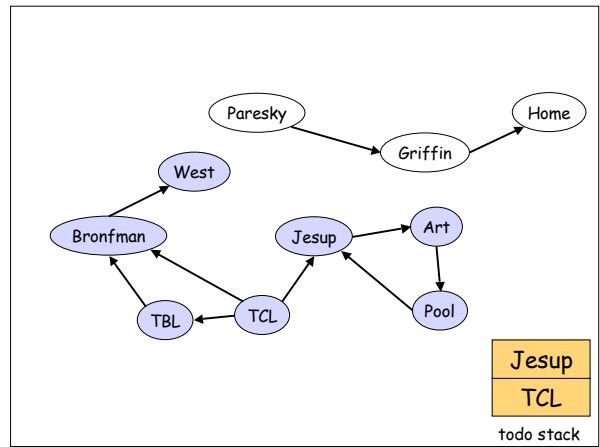 Paresky
Home
Griffin
West
Art
Bronfman
Jesup
Pool
TBL
TCL
Jesup
TCL
todo stack